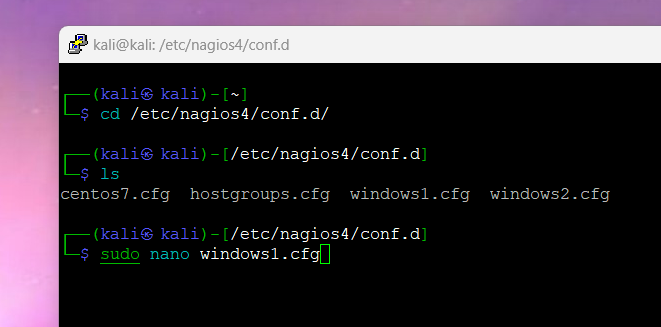 kali@kali: /etc/nagios4/conf.d
┌──(kali㉿kali)-[~]
└─$ cd /etc/nagios4/conf.d/
┌──(kali㉿kali)-[/etc/nagios4/conf.d]
└─$ ls
centos7.cfg  hostgroups.cfg  windows1.cfg  windows2.cfg
┌──(kali㉿kali)-[/etc/nagios4/conf.d]
└─$ sudo nano windows1.cfg